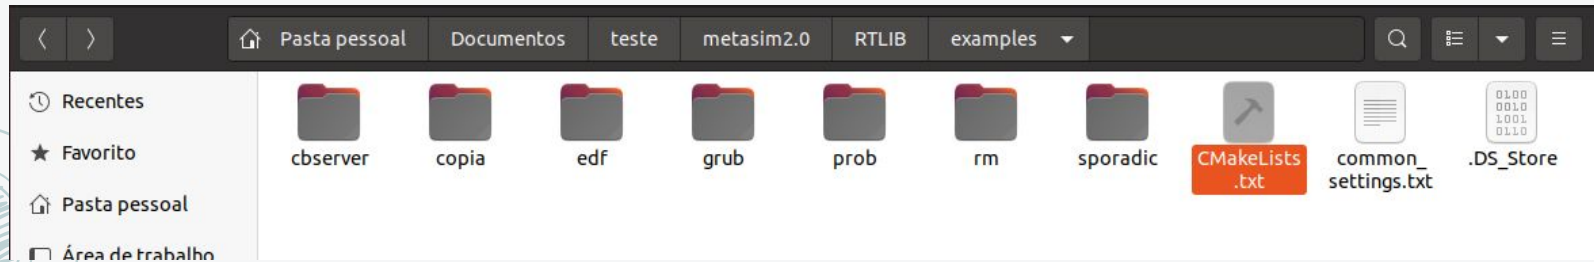 Pasta pessoal Documentos teste metasim2.0 RTLIB examples
Recentes
Favorito
Pasta pessoal
Área de trabalho
cbserver copia edf grub prob rm sporadic CMakeLists common_ .DS_Store
.txt settings.txt
0100
0010
1001
0110